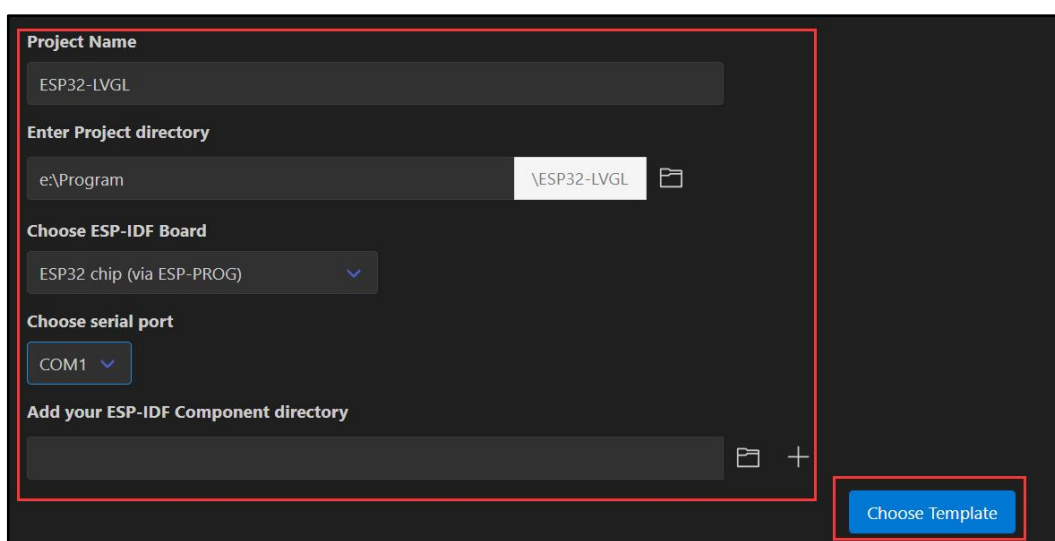 Project Name
ESP32-LVGL
Enter Project directory
e:\Program \ESP32-LVGL
Choose ESP-IDF Board
ESP32 chip (via ESP-PROG)
Choose serial port
COM1
Add your ESP-IDF Component directory
Choose Template